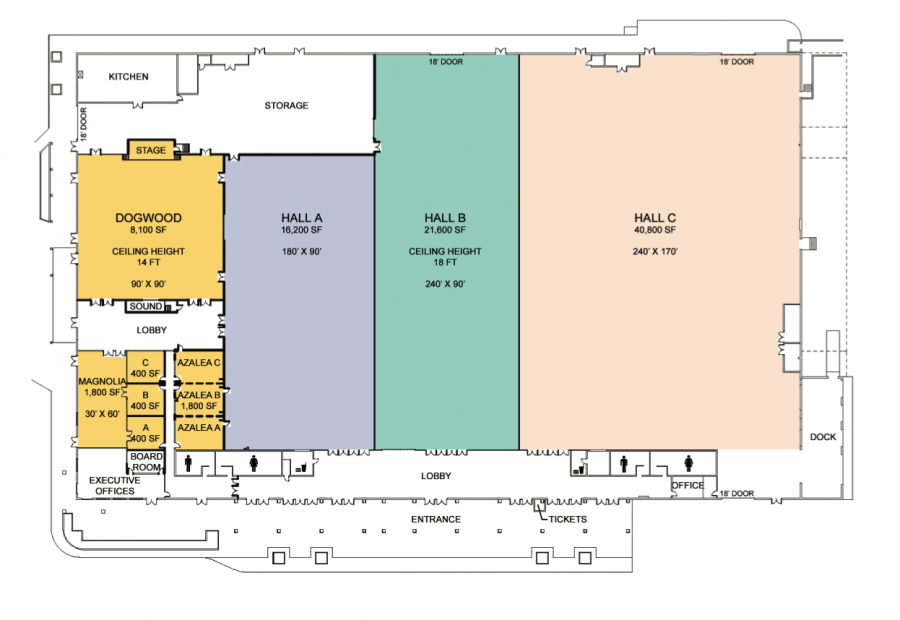 18' DOOR
18' DOOR
KITCHEN
STORAGE
18' DOOR
STAGE
DOGWOOD
8,100 SF
CEILING HEIGHT
14 FT
90' X 90'
HALL A
16,200 SF
180' X 90'
HALL B
21,600 SF
CEILING HEIGHT
18 FT
240' X 90'
HALL C
40,800 SF
240' X 170'
SOUND
LOBBY
MAGNOLIA
1,800 SF
30' X 60'
C
400 SF
B
400 SF
A
400 SF
AZALEA C
AZALEA B
1,800 SF
AZALEA A
BOARD
ROOM
EXECUTIVE
OFFICES
LOBBY
OFFICE
18' DOOR
DOCK
ENTRANCE
TICKETS